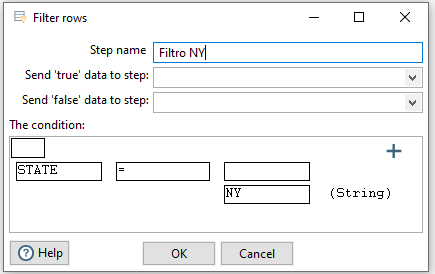 Filter rows
Step name Filtro NY
Send 'true' data to step:
Send 'false' data to step:
The condition:
STATE =
NY (String)
Help OK Cancel